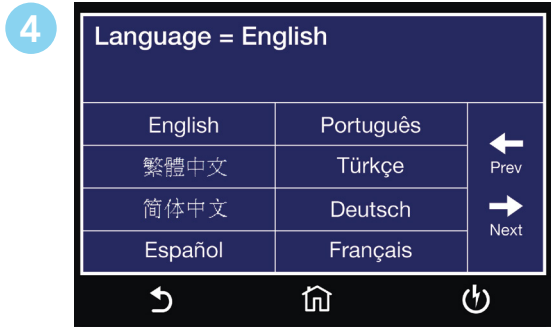 4
Language = English
English
Português
繁體中文
Türkçe
简体中文
Deutsch
Español
Français
Prev
Next